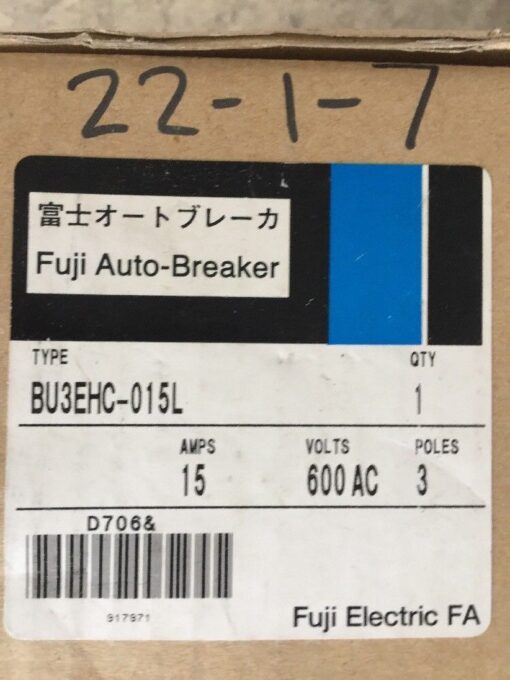 22-1-7
富士オートブレーカ
Fuji Auto-Breaker
TYPE QTY
BU3EHC-015L 1
AMPS VOLTS POLES
15 600 AC 3
D706&
917971
Fuji Electric FA